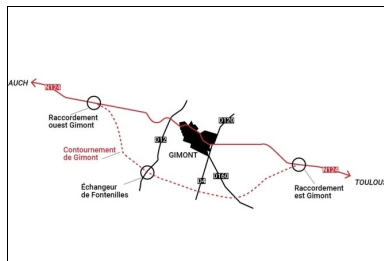 AUCH
N124
Raccordement
ouest Gimont
D120
D12
Contournement
de Gimont
GIMONT
N124
Échangeur
de Fontenilles
D4
D160
TOULOUS
Raccordement
est Gimont